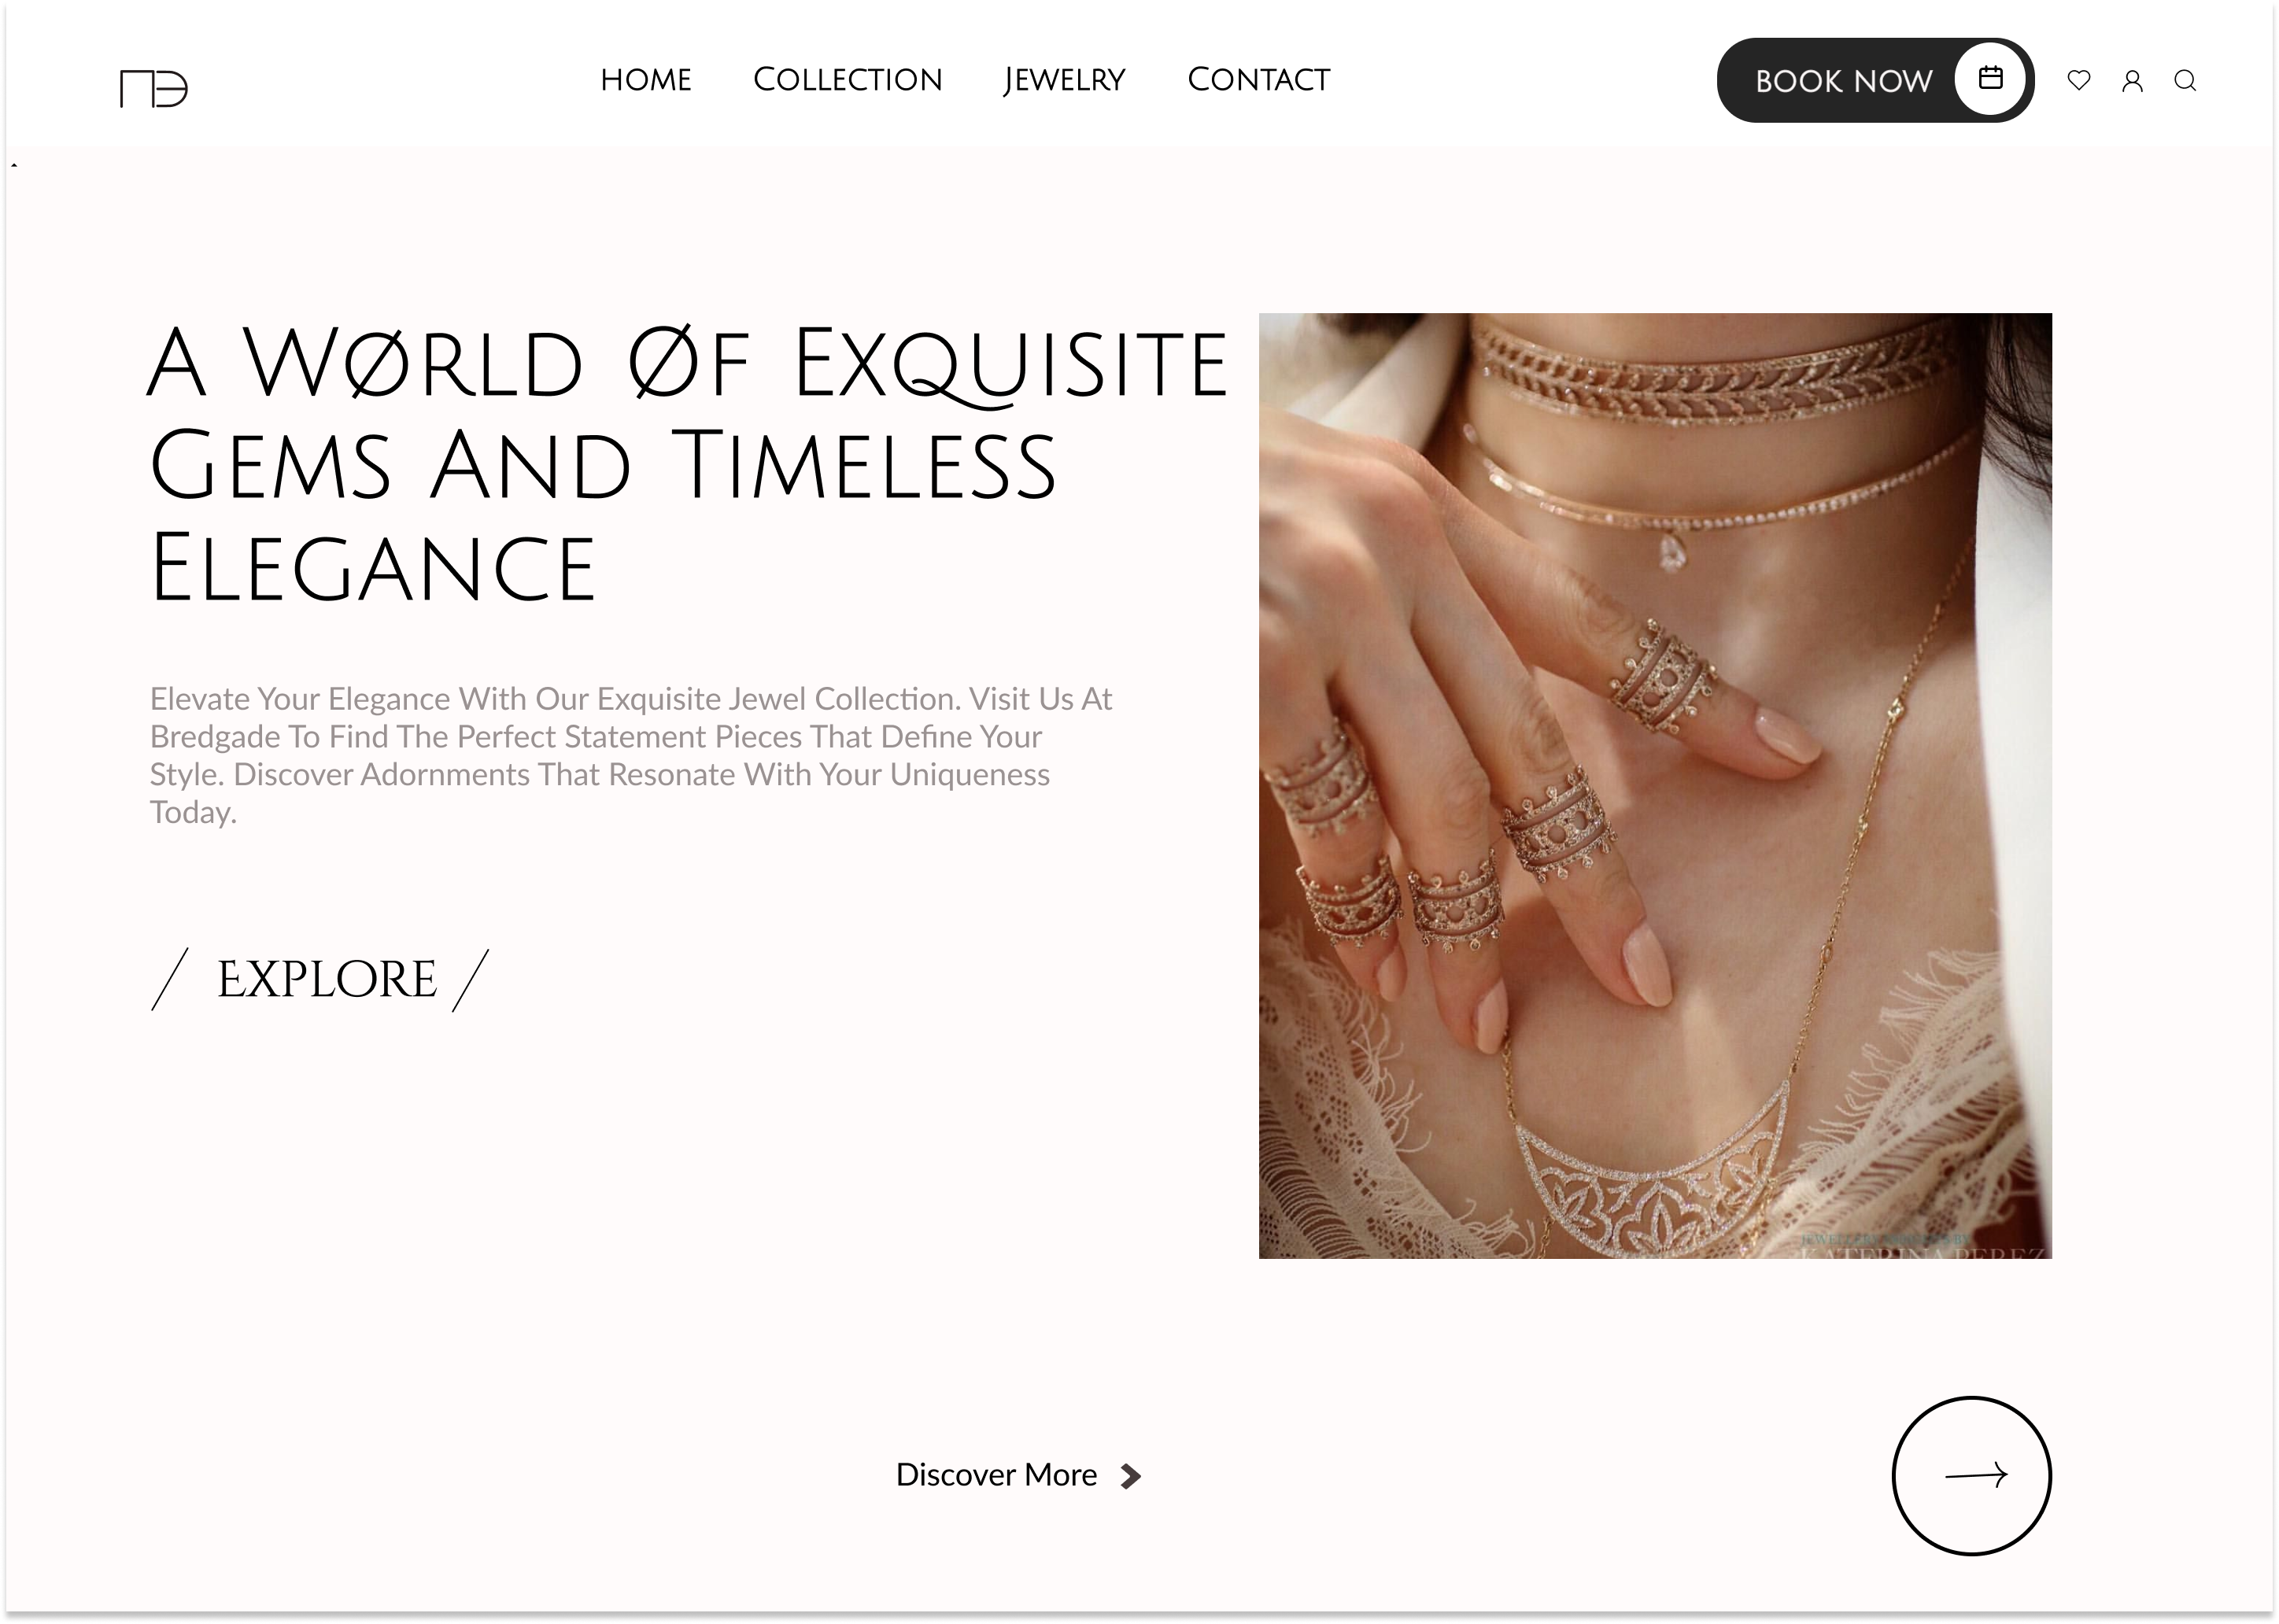 HOME COLLECTION JEWELRY CONTACT BOOK NOW
A WØRLD ØF EXQUISITE
GEMS AND TIMELESS
ELEGANCE
Elevate Your Elegance With Our Exquisite Jewel Collection. Visit Us At
Bredgade To Find The Perfect Statement Pieces That Define Your
Style. Discover Adornments That Resonate With Your Uniqueness
Today.
EXPLORE
KATERINA PEREZ
Discover More